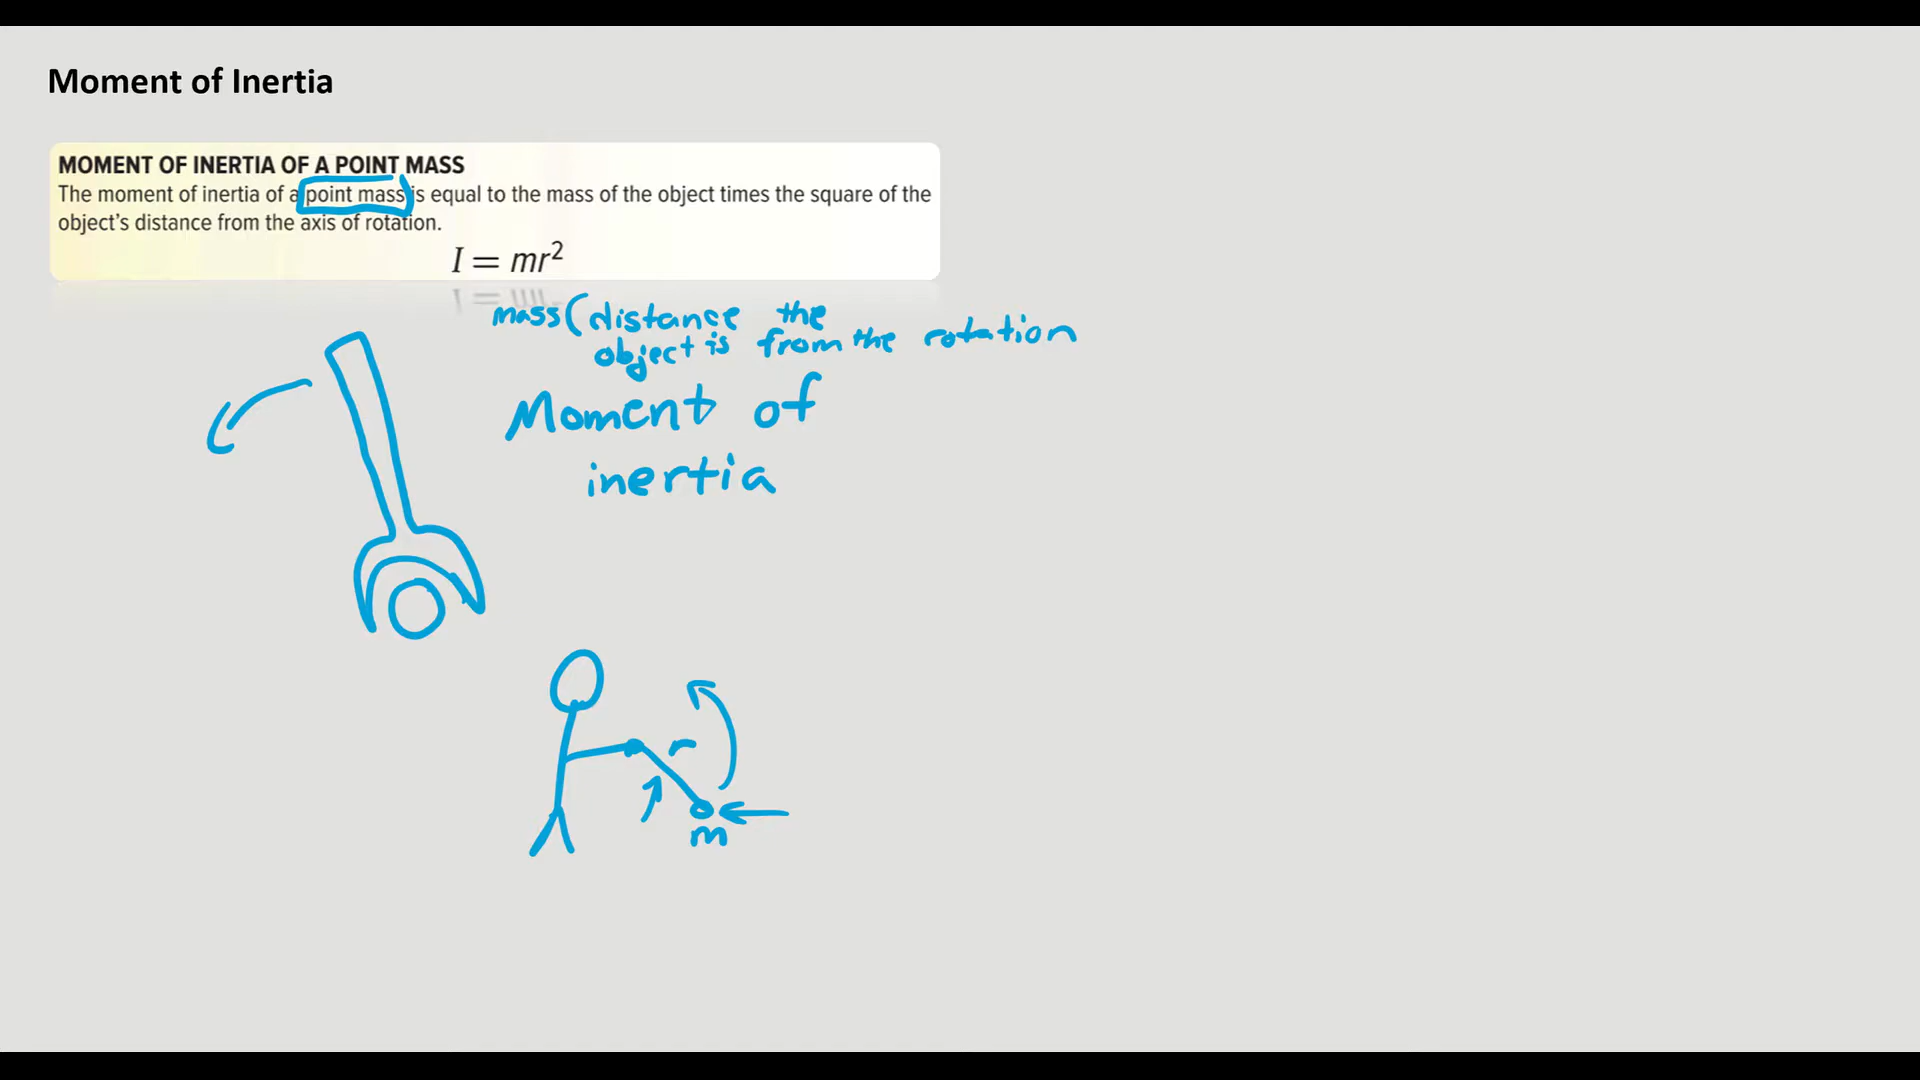 Moment of Inertia
MOMENT OF INERTIA OF A POINT MASS
The moment of inertia of a point mass is equal to the mass of the object times the square of the
object's distance from the axis of rotation.
I = mr²
mass (distance the
object is from the rotation
Moment of
inertia
r
m